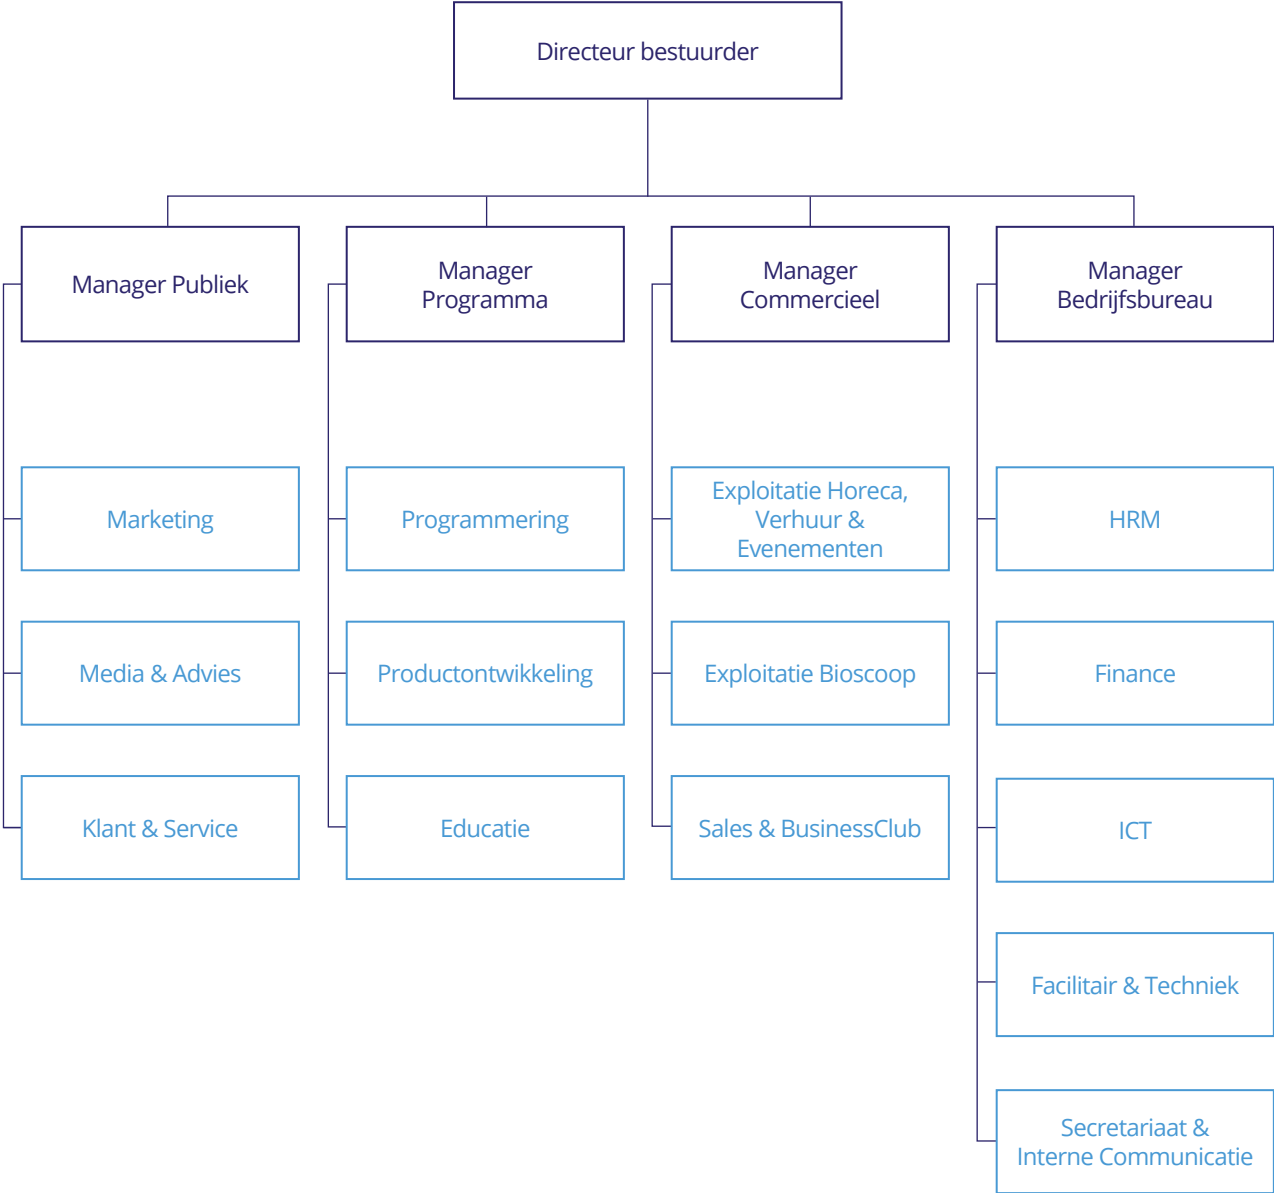 Directeur bestuurder
Manager Publiek
Manager
Programma
Manager
Commercieel
Manager
Bedrijfsbureau
Marketing
Programmering
Exploitatie Horeca,
Verhuur &
Evenementen
HRM
Media & Advies
Productontwikkeling
Exploitatie Bioscoop
Finance
Klant & Service
Educatie
Sales & BusinessClub
ICT
Facilitair & Techniek
Secretariaat &
Interne Communicatie